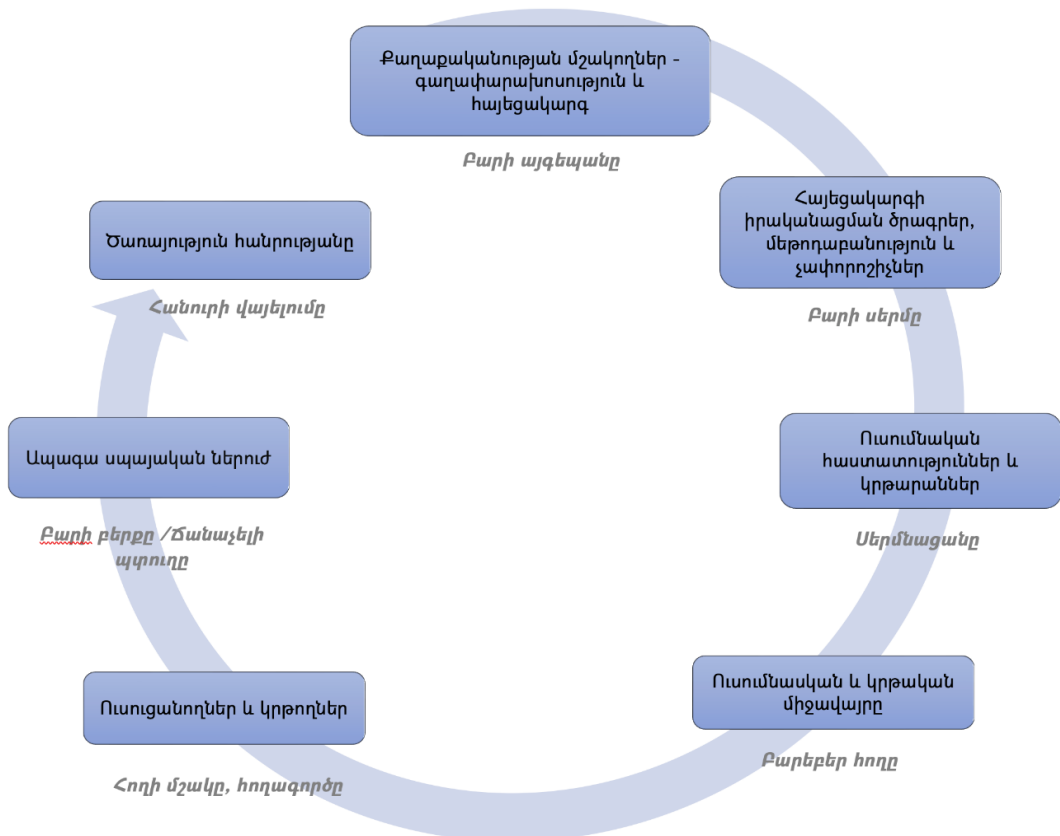 Քաղաքականության մշակողներ -
գաղափարախոսություն և
հայեցակարգ
Բարի այգեպանը
Հայեցակարգի
իրականացման ծրագրեր,
մեթոդաբանություն և
չափորոշիչներ
Բարի սերմը
Ուսումնական
հաստատություններ և
կրթարաններ
Սերմնացանը
Ուսումնասկան և կրթական
միջավայրը
Բարեբեր հողը
Ուսուցանողներ և կրթողներ
Հողի մշակը, հողագործը
Ապագա սպայական ներուժ
Բարի բերքը /Ճանաչելի
պտուղը
Ծառայություն հանրությանը
Հանուրի վայելումը